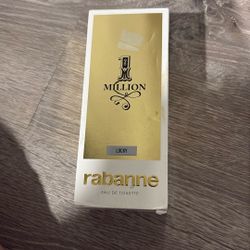 1
MILLION
LUCKY
rabanne
EAU DE TOILETTE